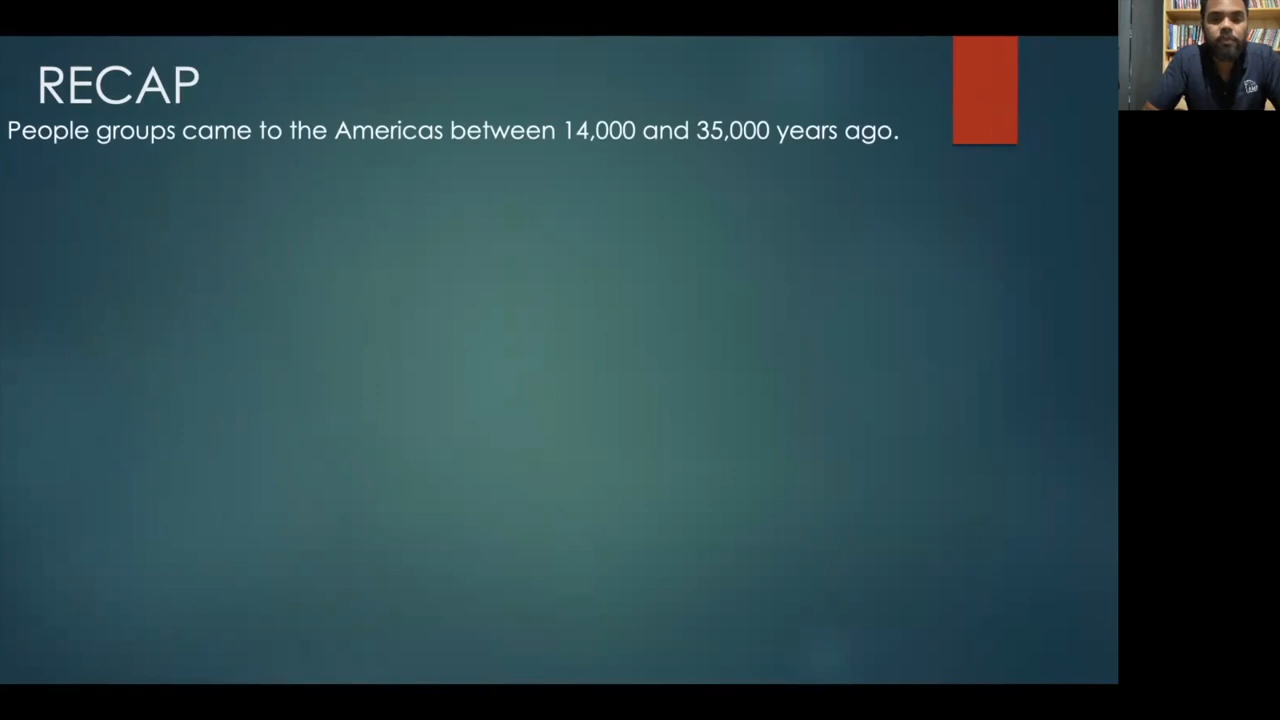 RECAP
People groups came to the Americas between 14,000 and 35,000 years ago.